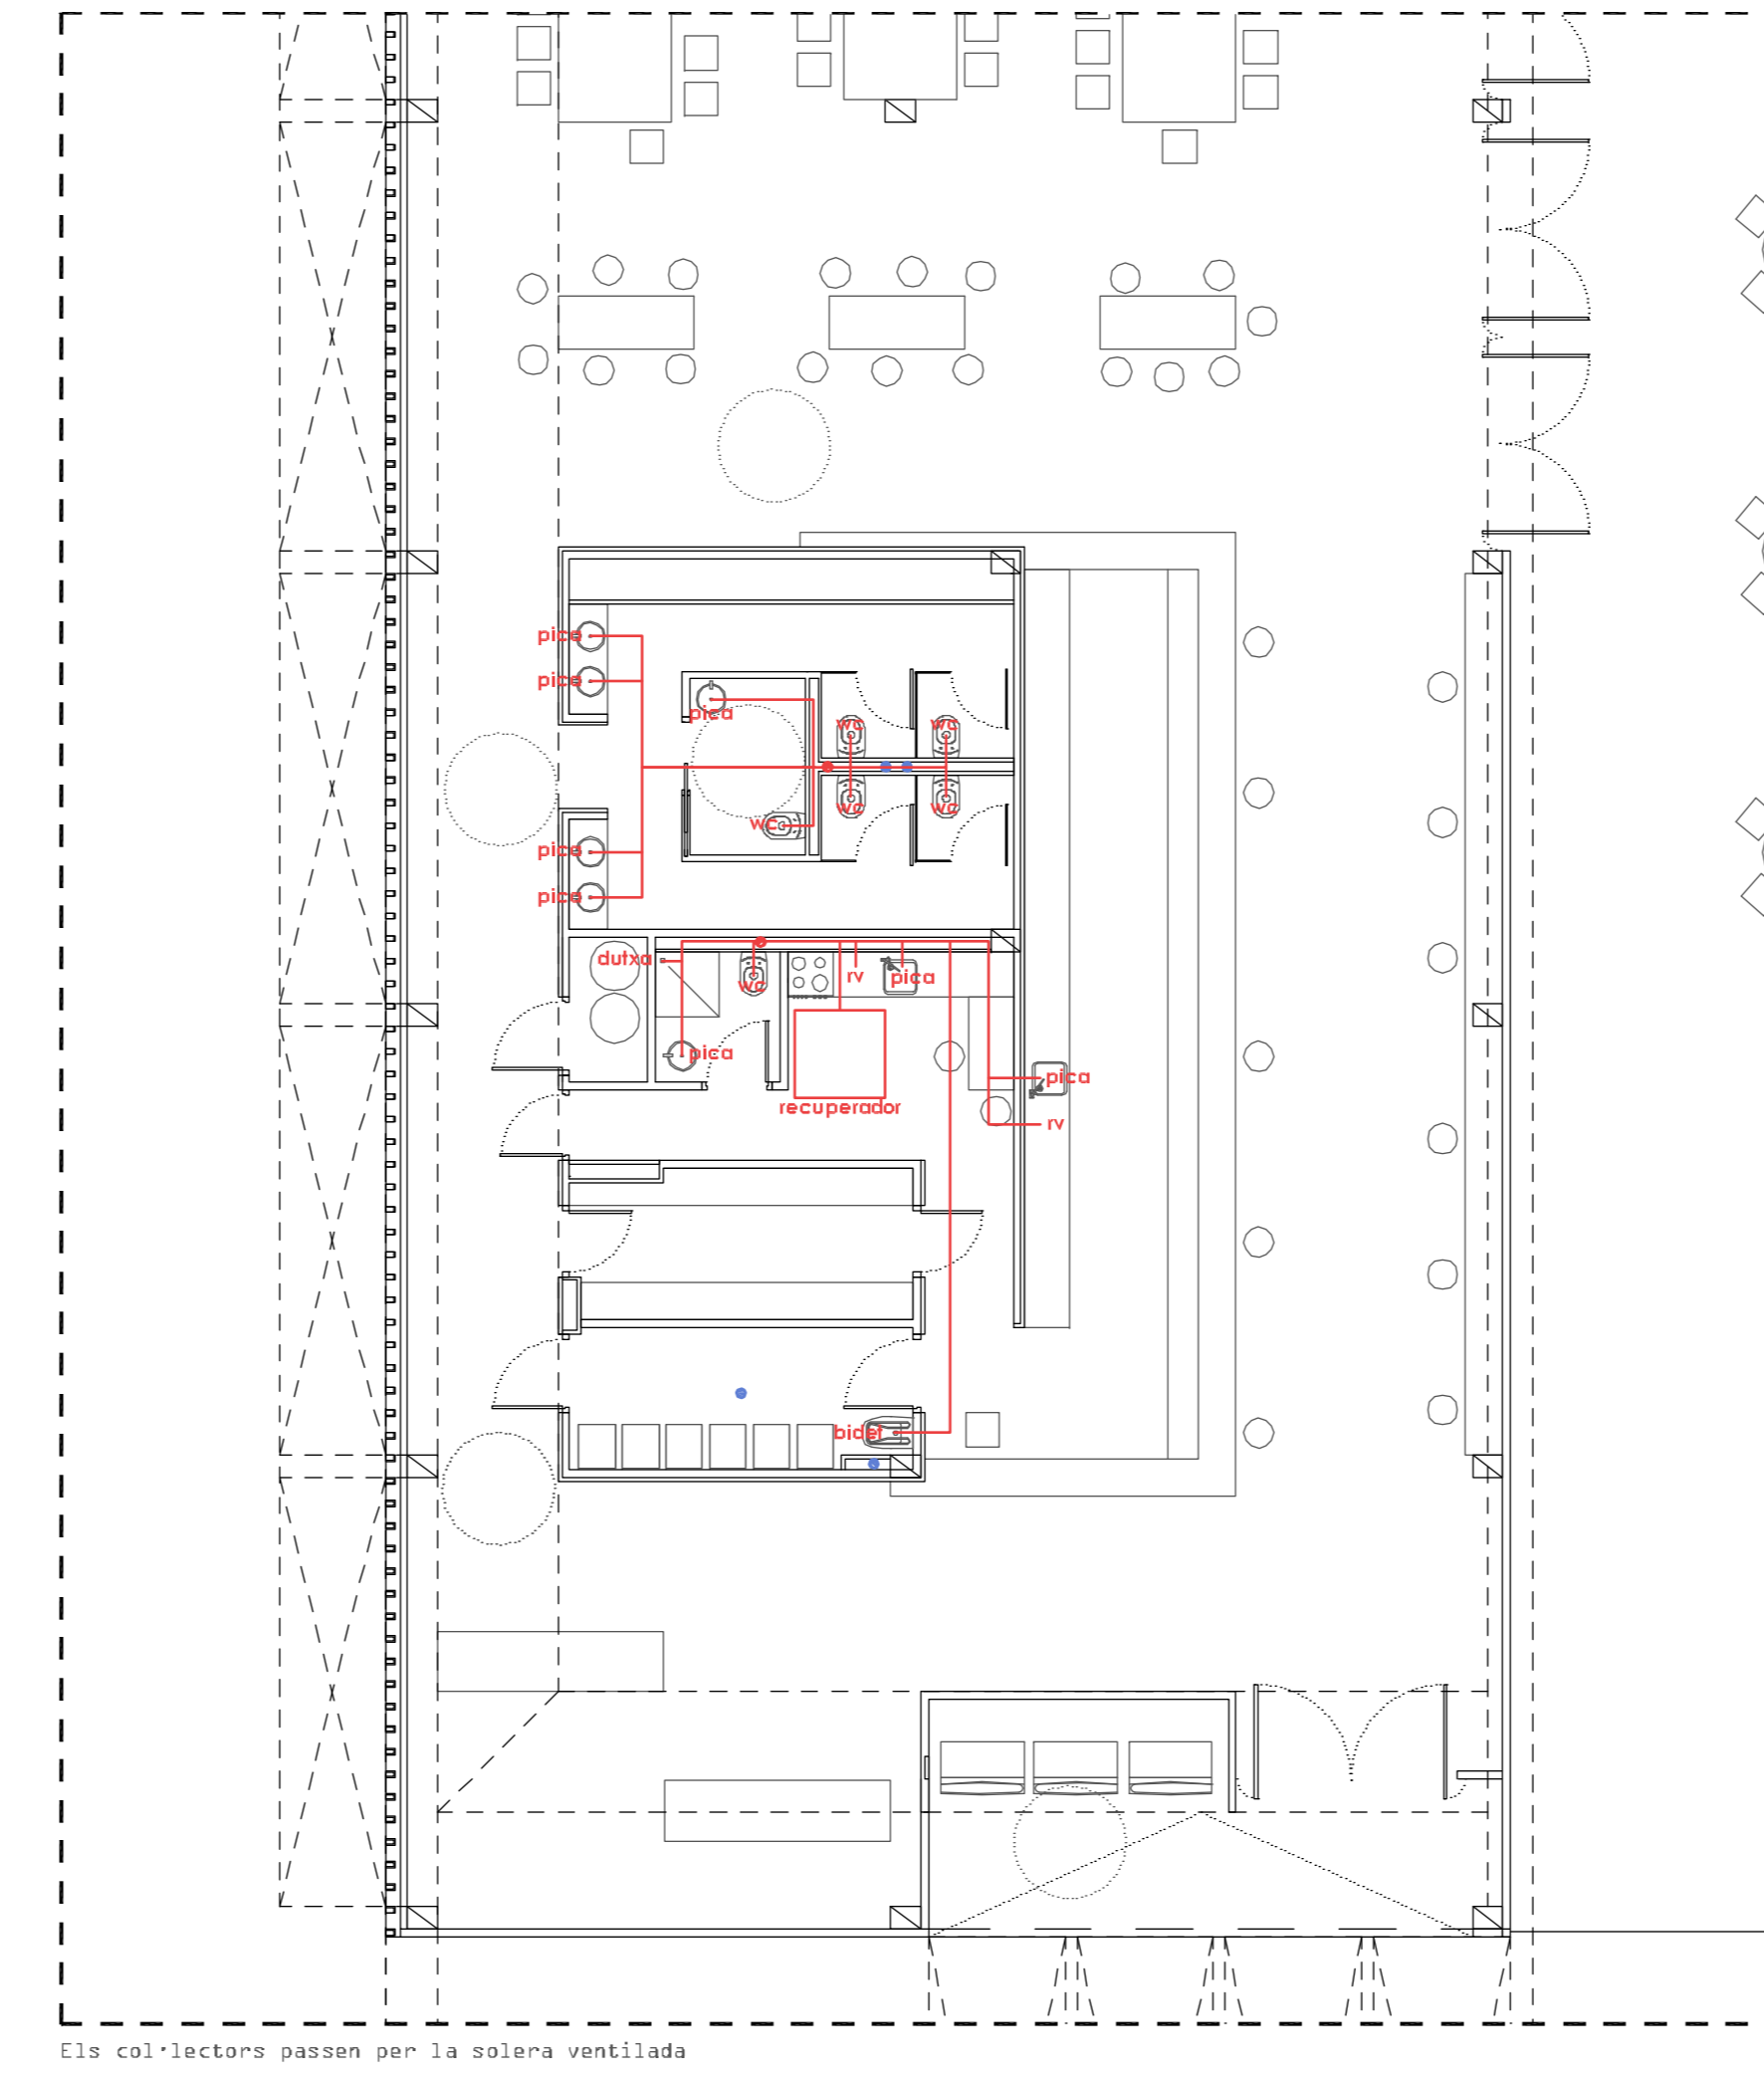 pica
pica
pica
wc
wc
wc
wc
wc
pica
pica
dutxa
wc
rv
pica
pica
pica
recuperador
rv
bidet
Els col·lectors passen per la solera ventilada